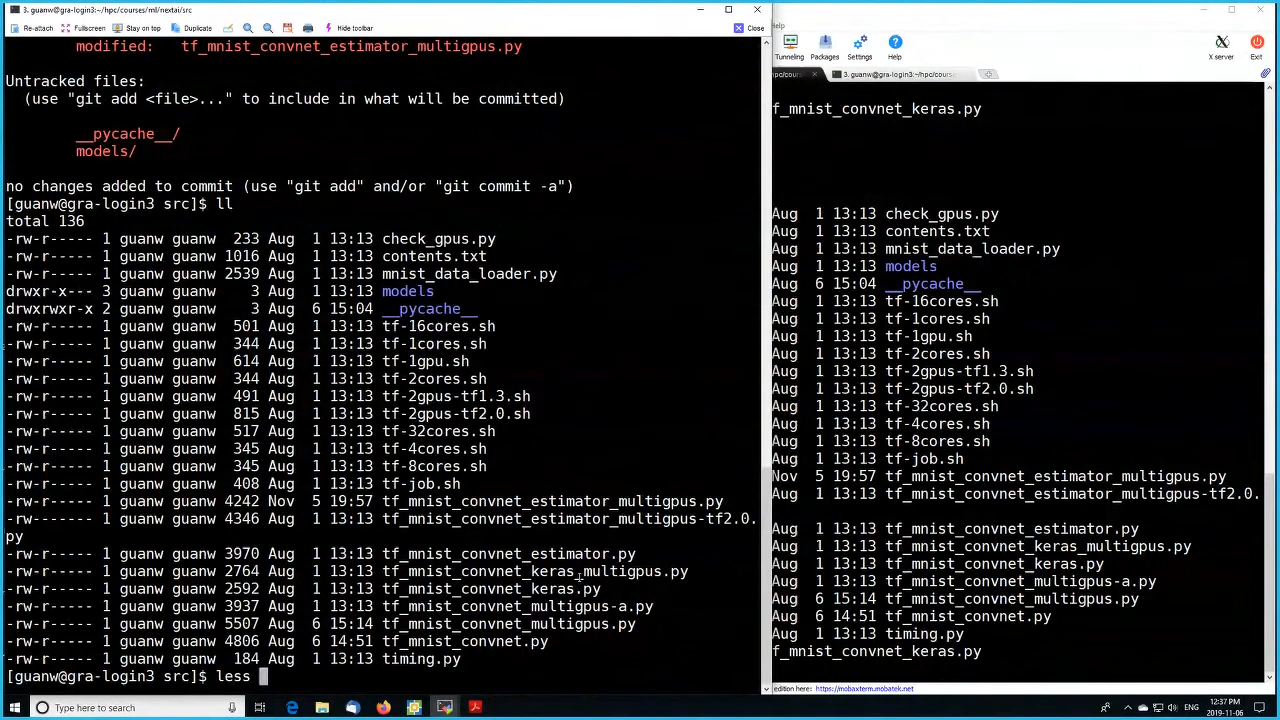 3. guanw@gra-login3:~/hpc/courses/ml/nextai/src
Re-attach Fullscreen Stay on top Duplicate Hide toolbar Close
modified:   tf_mnist_convnet_estimator_multigpus.py
Untracked files:
(use "git add <file>..." to include in what will be committed)
__pycache__/
models/
no changes added to commit (use "git add" and/or "git commit -a")
[guanw@gra-login3 src]$ ll
total 136
-rw-r----- 1 guanw guanw  233 Aug  1 13:13 check_gpus.py
-rw-r----- 1 guanw guanw 1016 Aug  1 13:13 contents.txt
-rw-r----- 1 guanw guanw 2539 Aug  1 13:13 mnist_data_loader.py
drwxr-x--- 3 guanw guanw    3 Aug  1 13:13 models
drwxrwxr-x 2 guanw guanw    3 Aug  6 15:04 __pycache__
-rw-r----- 1 guanw guanw  501 Aug  1 13:13 tf-16cores.sh
-rw-r----- 1 guanw guanw  344 Aug  1 13:13 tf-1cores.sh
-rw-r----- 1 guanw guanw  614 Aug  1 13:13 tf-1gpu.sh
-rw-r----- 1 guanw guanw  344 Aug  1 13:13 tf-2cores.sh
-rw-r----- 1 guanw guanw  491 Aug  1 13:13 tf-2gpus-tf1.3.sh
-rw-r----- 1 guanw guanw  815 Aug  1 13:13 tf-2gpus-tf2.0.sh
-rw-r----- 1 guanw guanw  517 Aug  1 13:13 tf-32cores.sh
-rw-r----- 1 guanw guanw  345 Aug  1 13:13 tf-4cores.sh
-rw-r----- 1 guanw guanw  345 Aug  1 13:13 tf-8cores.sh
-rw-r----- 1 guanw guanw  408 Aug  1 13:13 tf-job.sh
-rw-r----- 1 guanw guanw 4242 Nov  5 19:57 tf_mnist_convnet_estimator_multigpus.py
-rw------- 1 guanw guanw 4346 Aug  1 13:13 tf_mnist_convnet_estimator_multigpus-tf2.0.
py
-rw-r----- 1 guanw guanw 3970 Aug  1 13:13 tf_mnist_convnet_estimator.py
-rw-r----- 1 guanw guanw 2764 Aug  1 13:13 tf_mnist_convnet_keras_multigpus.py
-rw-r----- 1 guanw guanw 2592 Aug  1 13:13 tf_mnist_convnet_keras.py
-rw-r----- 1 guanw guanw 3937 Aug  1 13:13 tf_mnist_convnet_multigpus-a.py
-rw-r----- 1 guanw guanw 5507 Aug  6 15:14 tf_mnist_convnet_multigpus.py
-rw-r----- 1 guanw guanw 4806 Aug  6 14:51 tf_mnist_convnet.py
-rw-r----- 1 guanw guanw  184 Aug  1 13:13 timing.py
[guanw@gra-login3 src]$ less
Help
Tunneling Packages Settings Help X server Exit
hpc/cours 3. guanw@gra-login3:~/hpc/course
f_mnist_convnet_keras.py
Aug  1 13:13 check_gpus.py
Aug  1 13:13 contents.txt
Aug  1 13:13 mnist_data_loader.py
Aug  1 13:13 models
Aug  6 15:04 __pycache__
Aug  1 13:13 tf-16cores.sh
Aug  1 13:13 tf-1cores.sh
Aug  1 13:13 tf-1gpu.sh
Aug  1 13:13 tf-2cores.sh
Aug  1 13:13 tf-2gpus-tf1.3.sh
Aug  1 13:13 tf-2gpus-tf2.0.sh
Aug  1 13:13 tf-32cores.sh
Aug  1 13:13 tf-4cores.sh
Aug  1 13:13 tf-8cores.sh
Aug  1 13:13 tf-job.sh
Nov  5 19:57 tf_mnist_convnet_estimator_multigpus.py
Aug  1 13:13 tf_mnist_convnet_estimator_multigpus-tf2.0.
Aug  1 13:13 tf_mnist_convnet_estimator.py
Aug  1 13:13 tf_mnist_convnet_keras_multigpus.py
Aug  1 13:13 tf_mnist_convnet_keras.py
Aug  1 13:13 tf_mnist_convnet_multigpus-a.py
Aug  6 15:14 tf_mnist_convnet_multigpus.py
Aug  6 14:51 tf_mnist_convnet.py
Aug  1 13:13 timing.py
f_mnist_convnet_keras.py
edition here: https://mobaxterm.mobatek.net
Type here to search
ENG
12:37 PM
2019-11-06